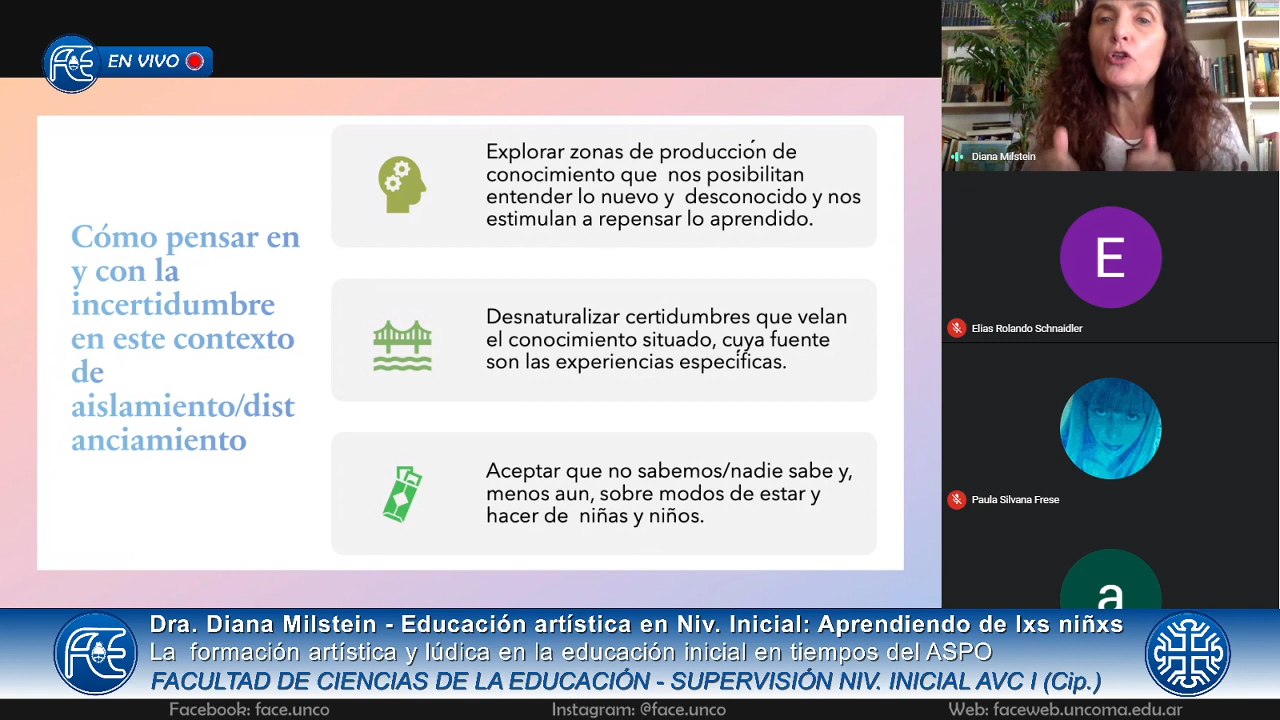 EN VIVO
Cómo pensar en
y con la
incertidumbre
en este contexto
de
aislamiento/dist
anciamiento
Explorar zonas de producción de
conocimiento que nos posibilitan
entender lo nuevo y desconocido y nos
estimulan a repensar lo aprendido.
Desnaturalizar certidumbres que velan
el conocimiento situado, cuya fuente
son las experiencias específicas.
Aceptar que no sabemos/nadie sabe y,
menos aun, sobre modos de estar y
hacer de niñas y niños.
Diana Milstein
E
Elias Rolando Schnaidler
Paula Silvana Frese
a
Dra. Diana Milstein - Educación artística en Niv. Inicial: Aprendiendo de lxs niñxs
La formación artística y lúdica en la educación inicial en tiempos del ASPO
FACULTAD DE CIENCIAS DE LA EDUCACIÓN - SUPERVISIÓN NIV. INICIAL AVC I (Cip.)
Facebook: face.unco
Instagram: @face.unco
Web: faceweb.uncoma.edu.ar